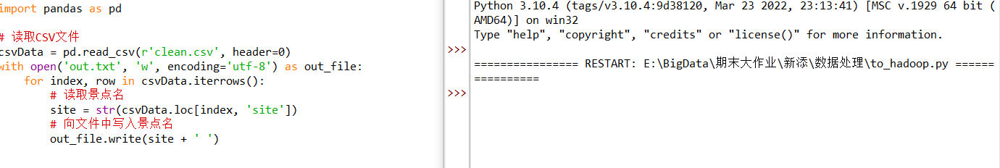 import pandas as pd
# 读取CSV文件
csvData = pd.read_csv(r'clean.csv', header=0)
with open('out.txt', 'w', encoding='utf-8') as out_file:
    for index, row in csvData.iterrows():
        # 读取景点名
        site = str(csvData.loc[index, 'site'])
        # 向文件中写入景点名
        out_file.write(site + ' ')
Python 3.10.4 (tags/v3.10.4:9d38120, Mar 23 2022, 23:13:41) [MSC v.1929 64 bit (
AMD64)] on win32
Type "help", "copyright", "credits" or "license()" for more information.
>>>
================ RESTART: E:\BigData\期末大作业\新添\数据处理\to_hadoop.py ======
==============
>>>